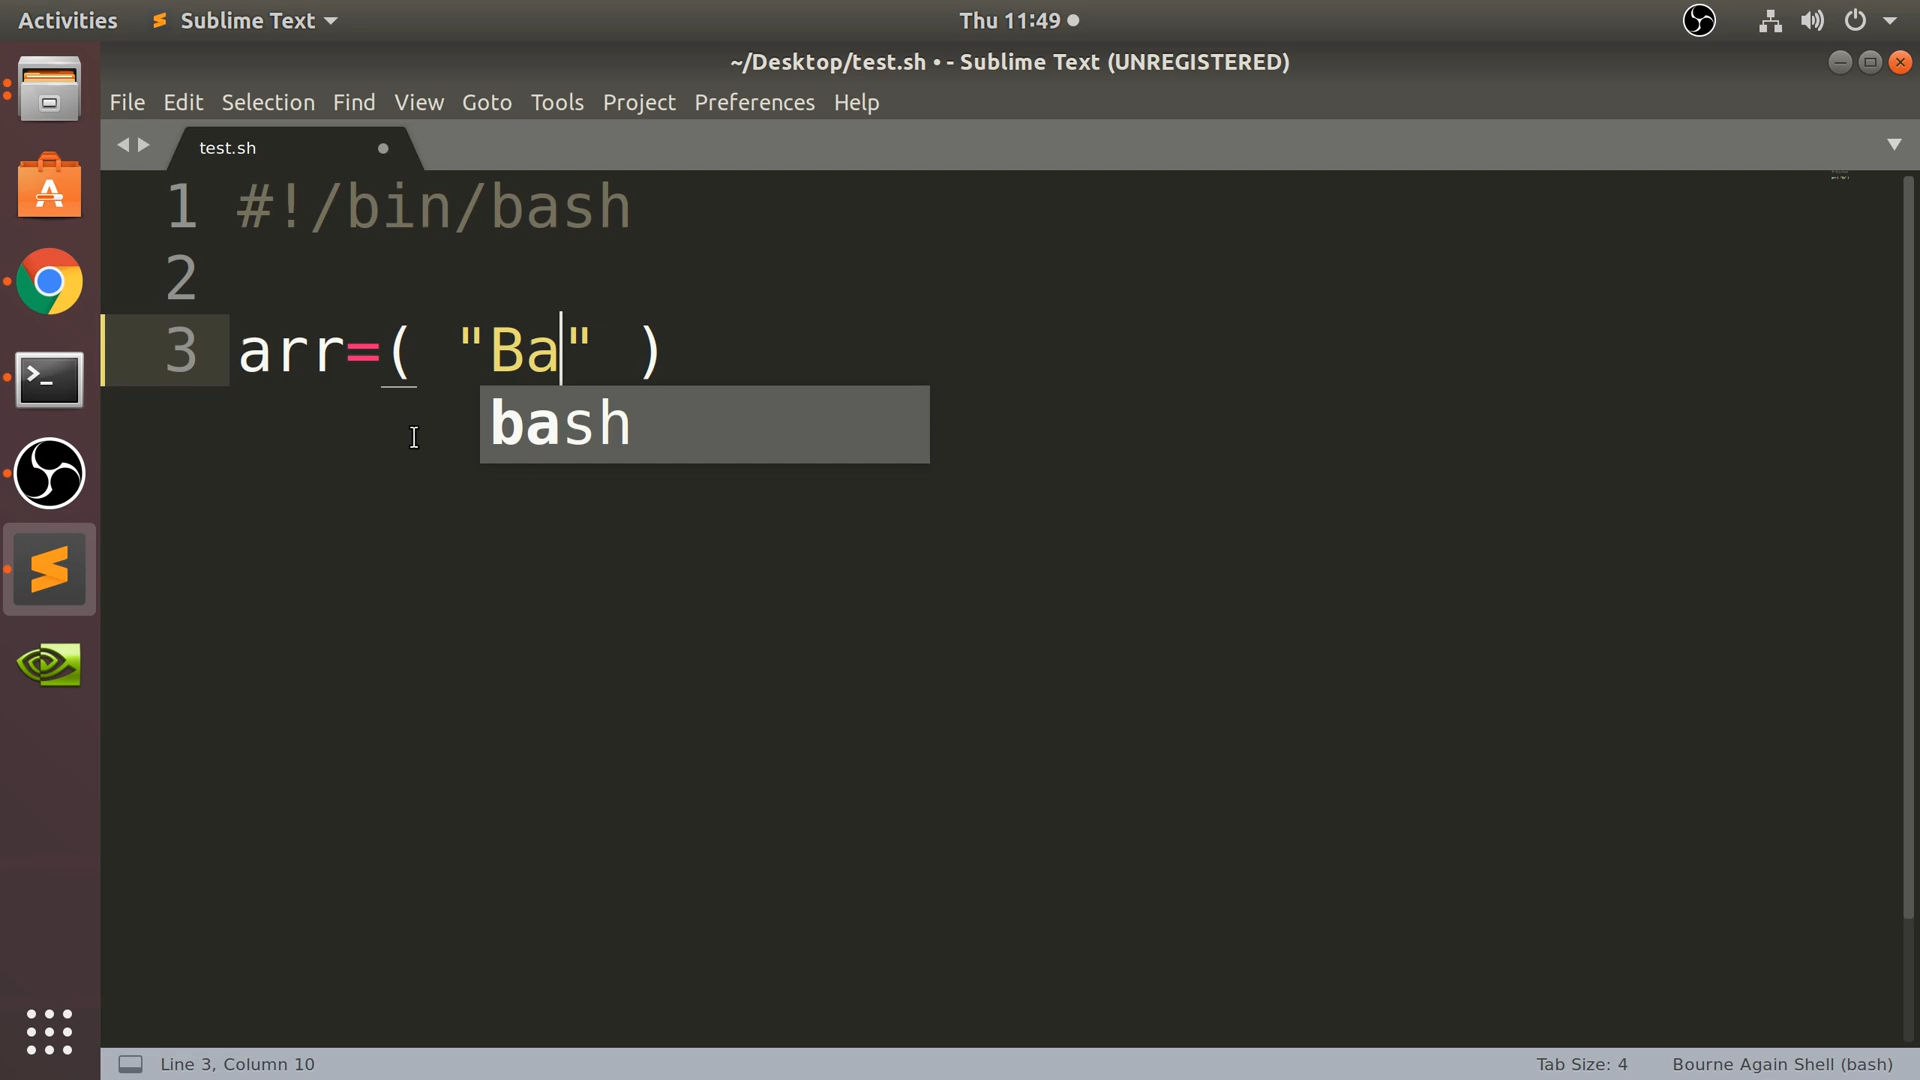 Activities Sublime Text Thu 11:49
~/Desktop/test.sh • - Sublime Text (UNREGISTERED)
File Edit Selection Find View Goto Tools Project Preferences Help
test.sh
1 #!/bin/bash
2
3 arr=( "Ba" )
bash
Line 3, Column 10 Tab Size: 4 Bourne Again Shell (bash)